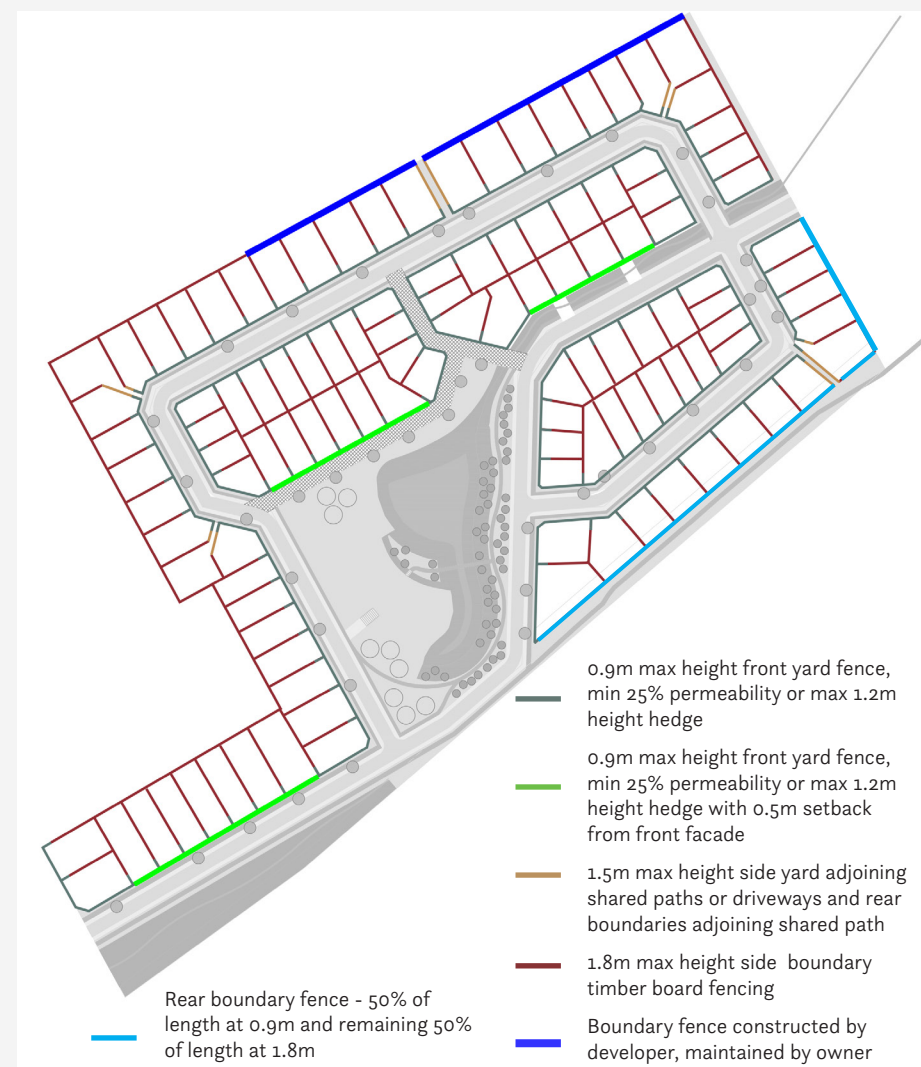 0.9m max height front yard fence,
min 25% permeability or max 1.2m
height hedge
0.9m max height front yard fence,
min 25% permeability or max 1.2m
height hedge with 0.5m setback
from front facade
1.5m max height side yard adjoining
shared paths or driveways and rear
boundaries adjoining shared path
1.8m max height side boundary
timber board fencing
Boundary fence constructed by
developer, maintained by owner
Rear boundary fence - 50% of
length at 0.9m and remaining 50%
of length at 1.8m